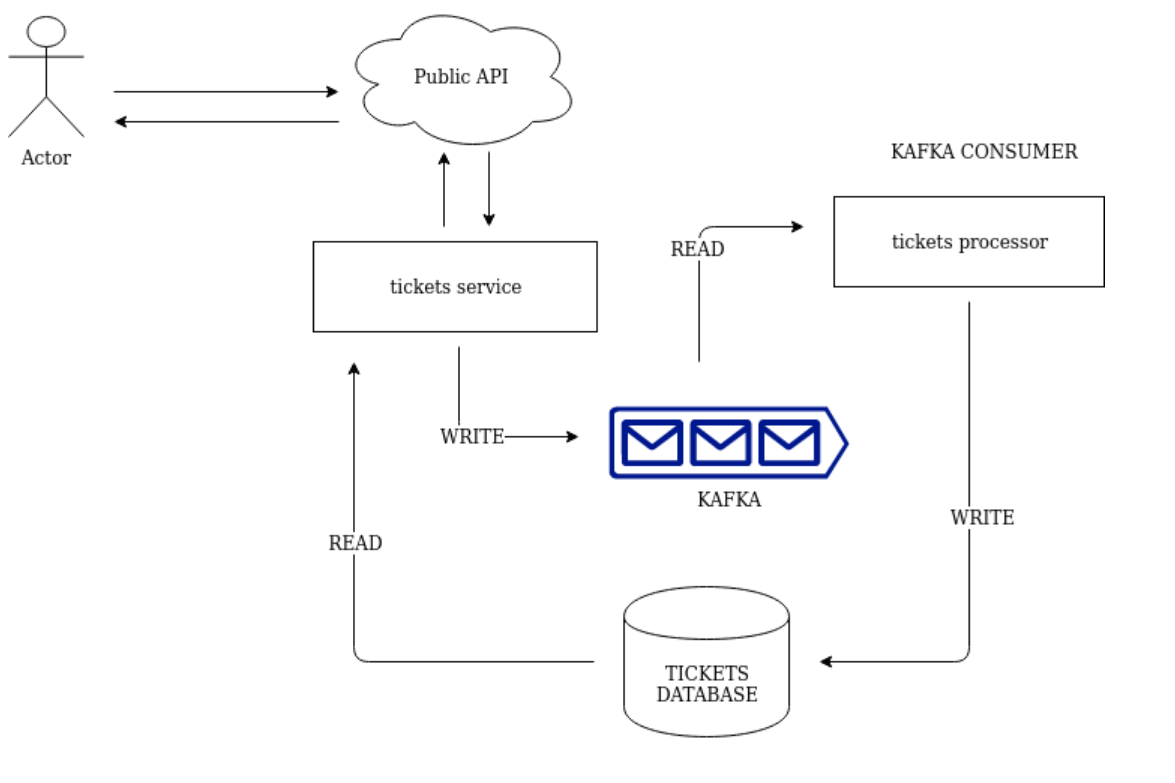 Public API
Actor
KAFKA CONSUMER
tickets processor
READ
tickets service
WRITE
KAFKA
WRITE
READ
TICKETS
DATABASE